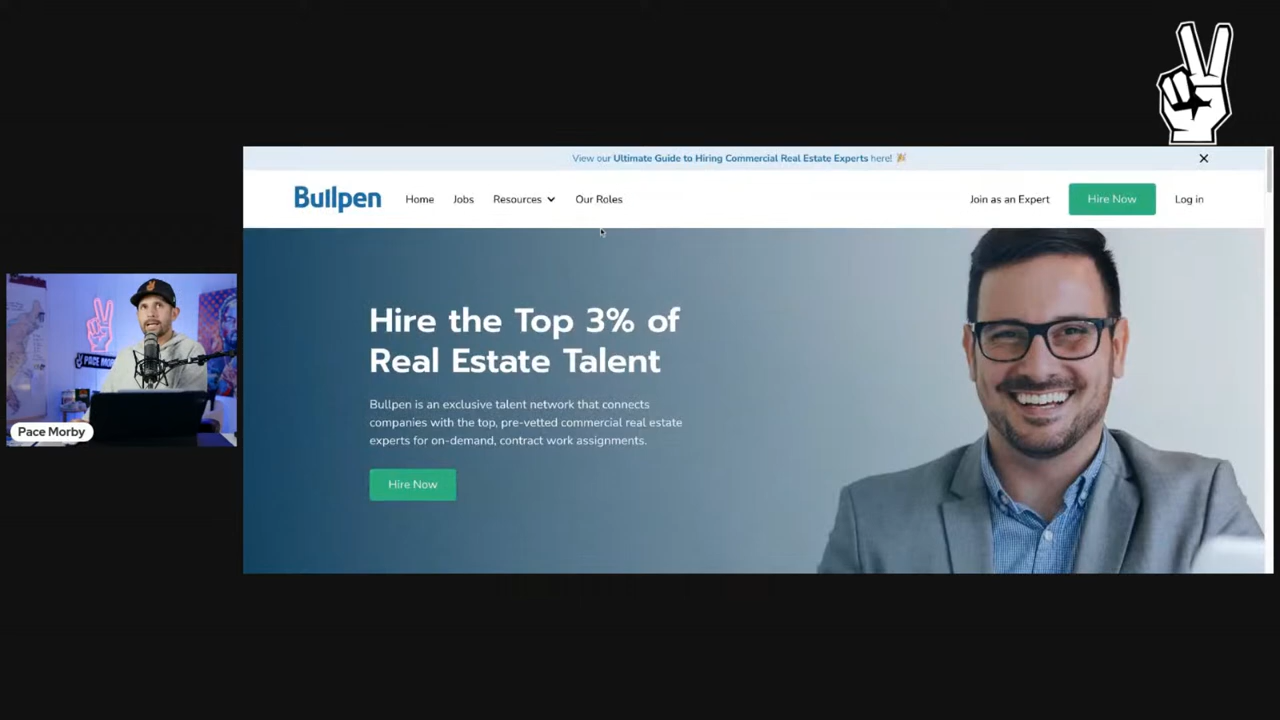 View our Ultimate Guide to Hiring Commercial Real Estate Experts here! 🎉
Bullpen
Home
Jobs
Resources
Our Roles
Join as an Expert
Hire Now
Log in
Hire the Top 3% of
Real Estate Talent
Bullpen is an exclusive talent network that connects
companies with the top, pre-vetted commercial real estate
experts for on-demand, contract work assignments.
Hire Now
Pace Morby